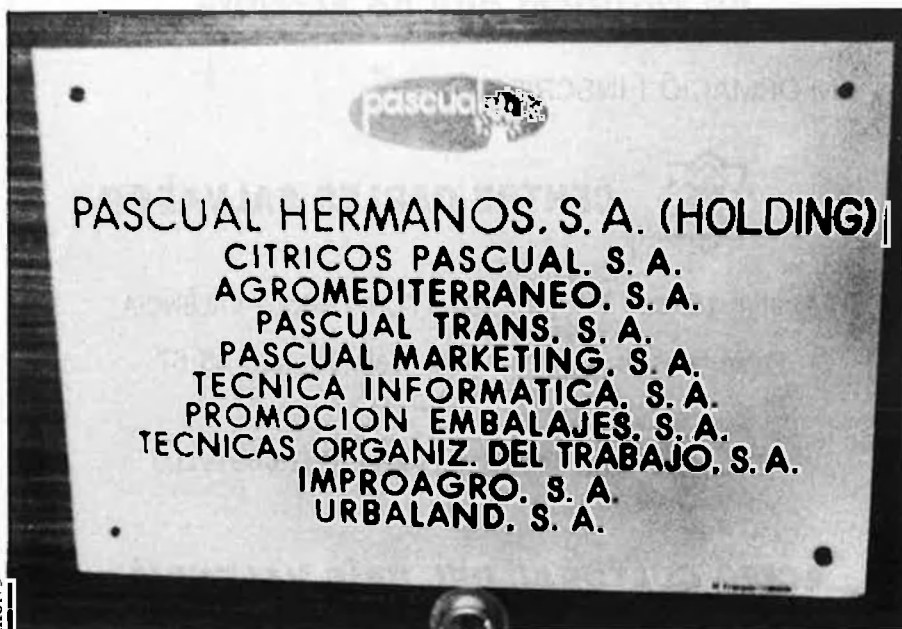 pascual
PASCUAL HERMANOS, S. A. (HOLDING)
CITRICOS PASCUAL, S. A.
AGROMEDITERRANEO, S. A.
PASCUAL TRANS, S. A.
PASCUAL MARKETING, S. A.
TECNICA INFORMATICA, S. A.
PROMOCION EMBALAJES, S. A.
TECNICAS ORGANIZ. DEL TRABAJO, S. A.
IMPROAGRO, S. A.
URBALAND, S. A.